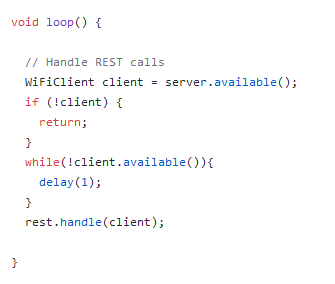 void loop() {
// Handle REST calls
WiFiClient client = server.available();
if (!client) {
return;
}
while(!client.available()){
delay(1);
}
rest.handle(client);
}